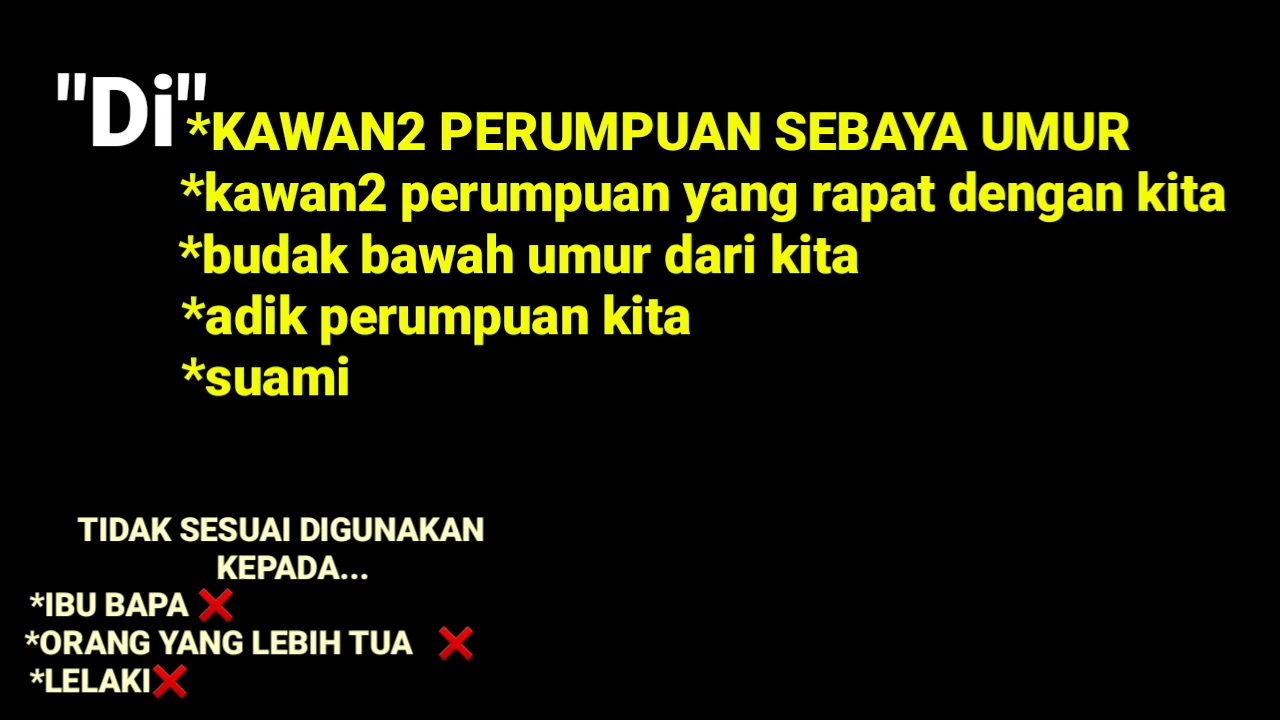 "Di"
*KAWAN2 PERUMPUAN SEBAYA UMUR
*kawan2 perumpuan yang rapat dengan kita
*budak bawah umur dari kita
*adik perumpuan kita
*suami
TIDAK SESUAI DIGUNAKAN
KEPADA...
*IBU BAPA ❌
*ORANG YANG LEBIH TUA ❌
*LELAKI❌